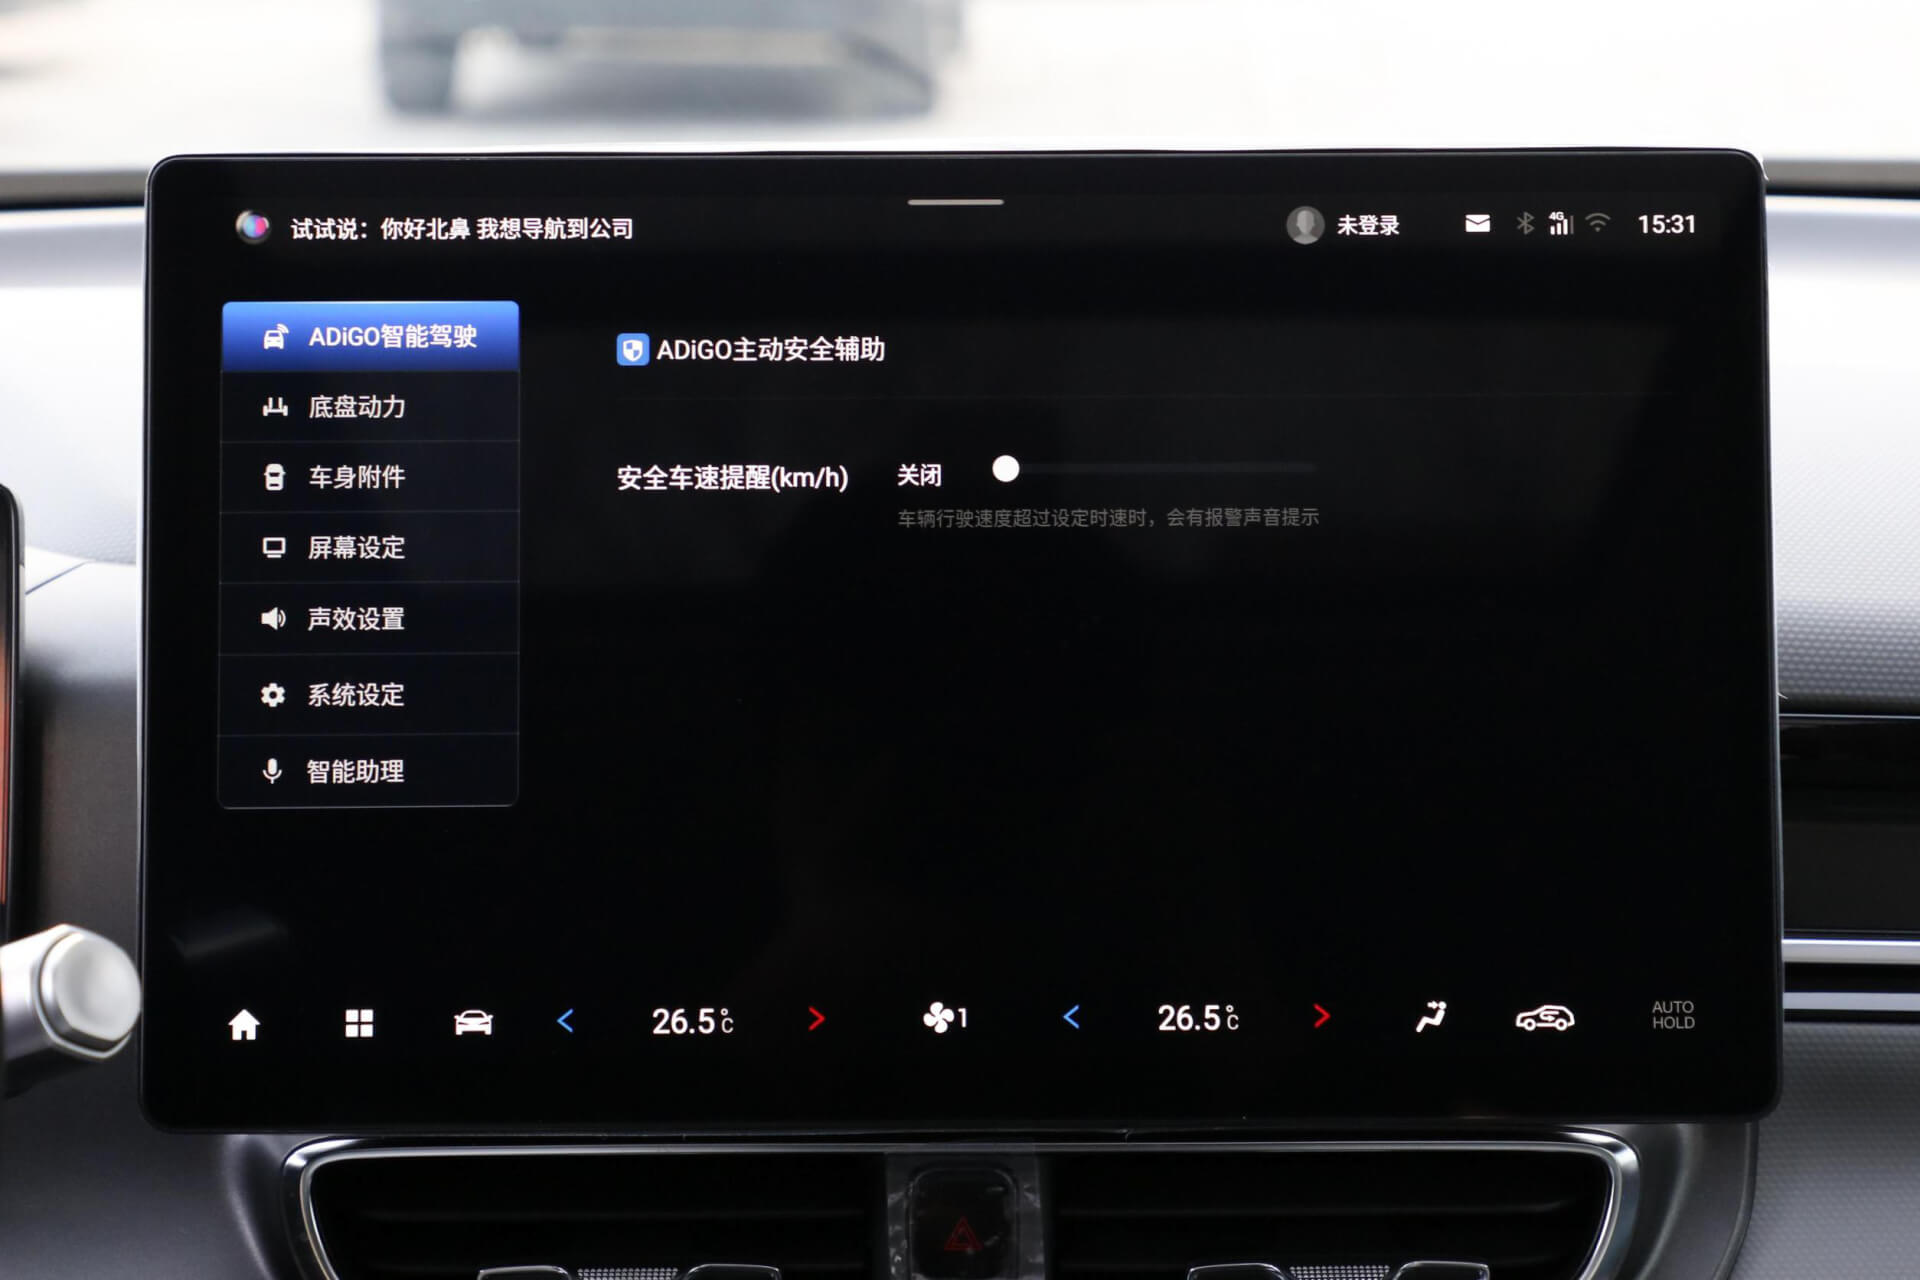 试试说：你好北鼻 我想导航到公司
未登录
4G
15:31
ADiGO智能驾驶
底盘动力
车身附件
屏幕设定
声效设置
系统设定
智能助理
ADiGO主动安全辅助
安全车速提醒(km/h)
关闭
车辆行驶速度超过设定时速时，会有报警声音提示
26.5°C
1
26.5°C
AUTO
HOLD